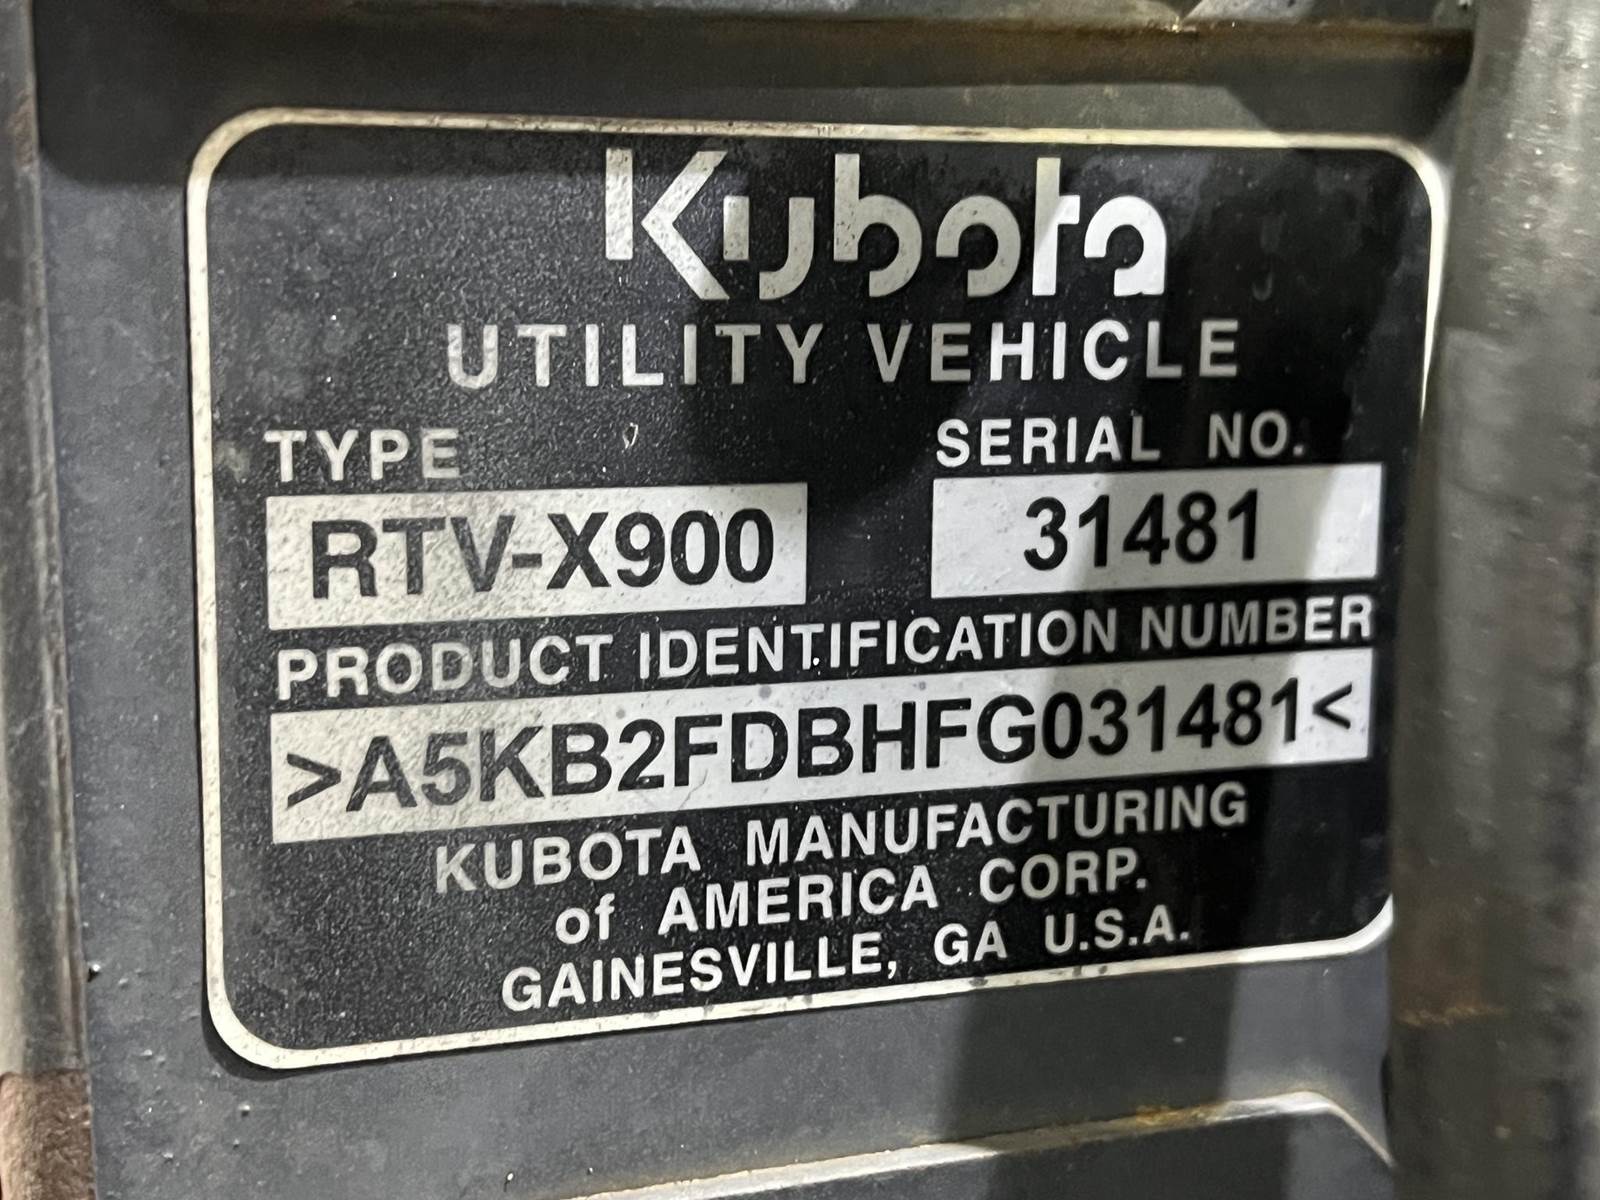 Kubota
UTILITY VEHICLE
TYPE SERIAL NO.
RTV-X900 31481
PRODUCT IDENTIFICATION NUMBER
>A5KB2FDBHFG031481<
KUBOTA MANUFACTURING
of AMERICA CORP.
GAINESVILLE, GA U.S.A.